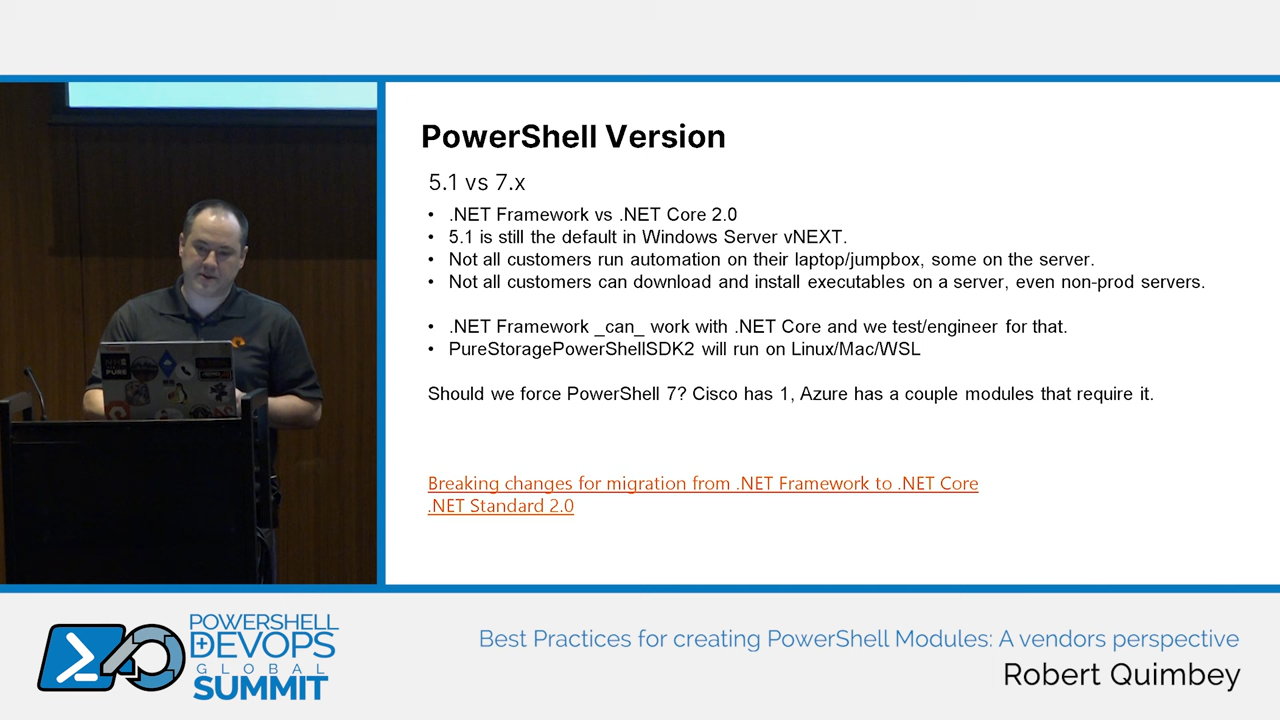 PowerShell Version
5.1 vs 7.x
• .NET Framework vs .NET Core 2.0
• 5.1 is still the default in Windows Server vNEXT.
• Not all customers run automation on their laptop/jumpbox, some on the server.
• Not all customers can download and install executables on a server, even non-prod servers.
• .NET Framework _can_ work with .NET Core and we test/engineer for that.
• PureStoragePowerShellSDK2 will run on Linux/Mac/WSL
Should we force PowerShell 7? Cisco has 1, Azure has a couple modules that require it.
Breaking changes for migration from .NET Framework to .NET Core
.NET Standard 2.0
POWERSHELL
DEVOPS
GLOBAL
SUMMIT
Best Practices for creating PowerShell Modules: A vendors perspective
Robert Quimbey